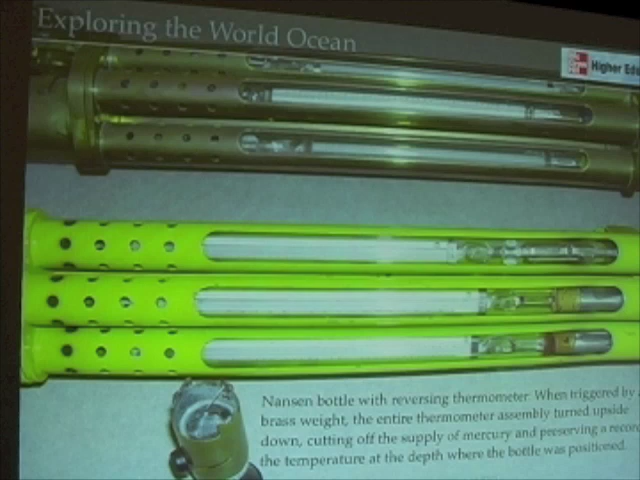 Exploring the World Ocean
Higher
Nansen bottle with reversing thermometer. When triggered by
brass weight, the entire thermometer assembly turned upside
down, cutting off the supply of mercury and preserving a
the temperature at the depth where the bottle was positioned.